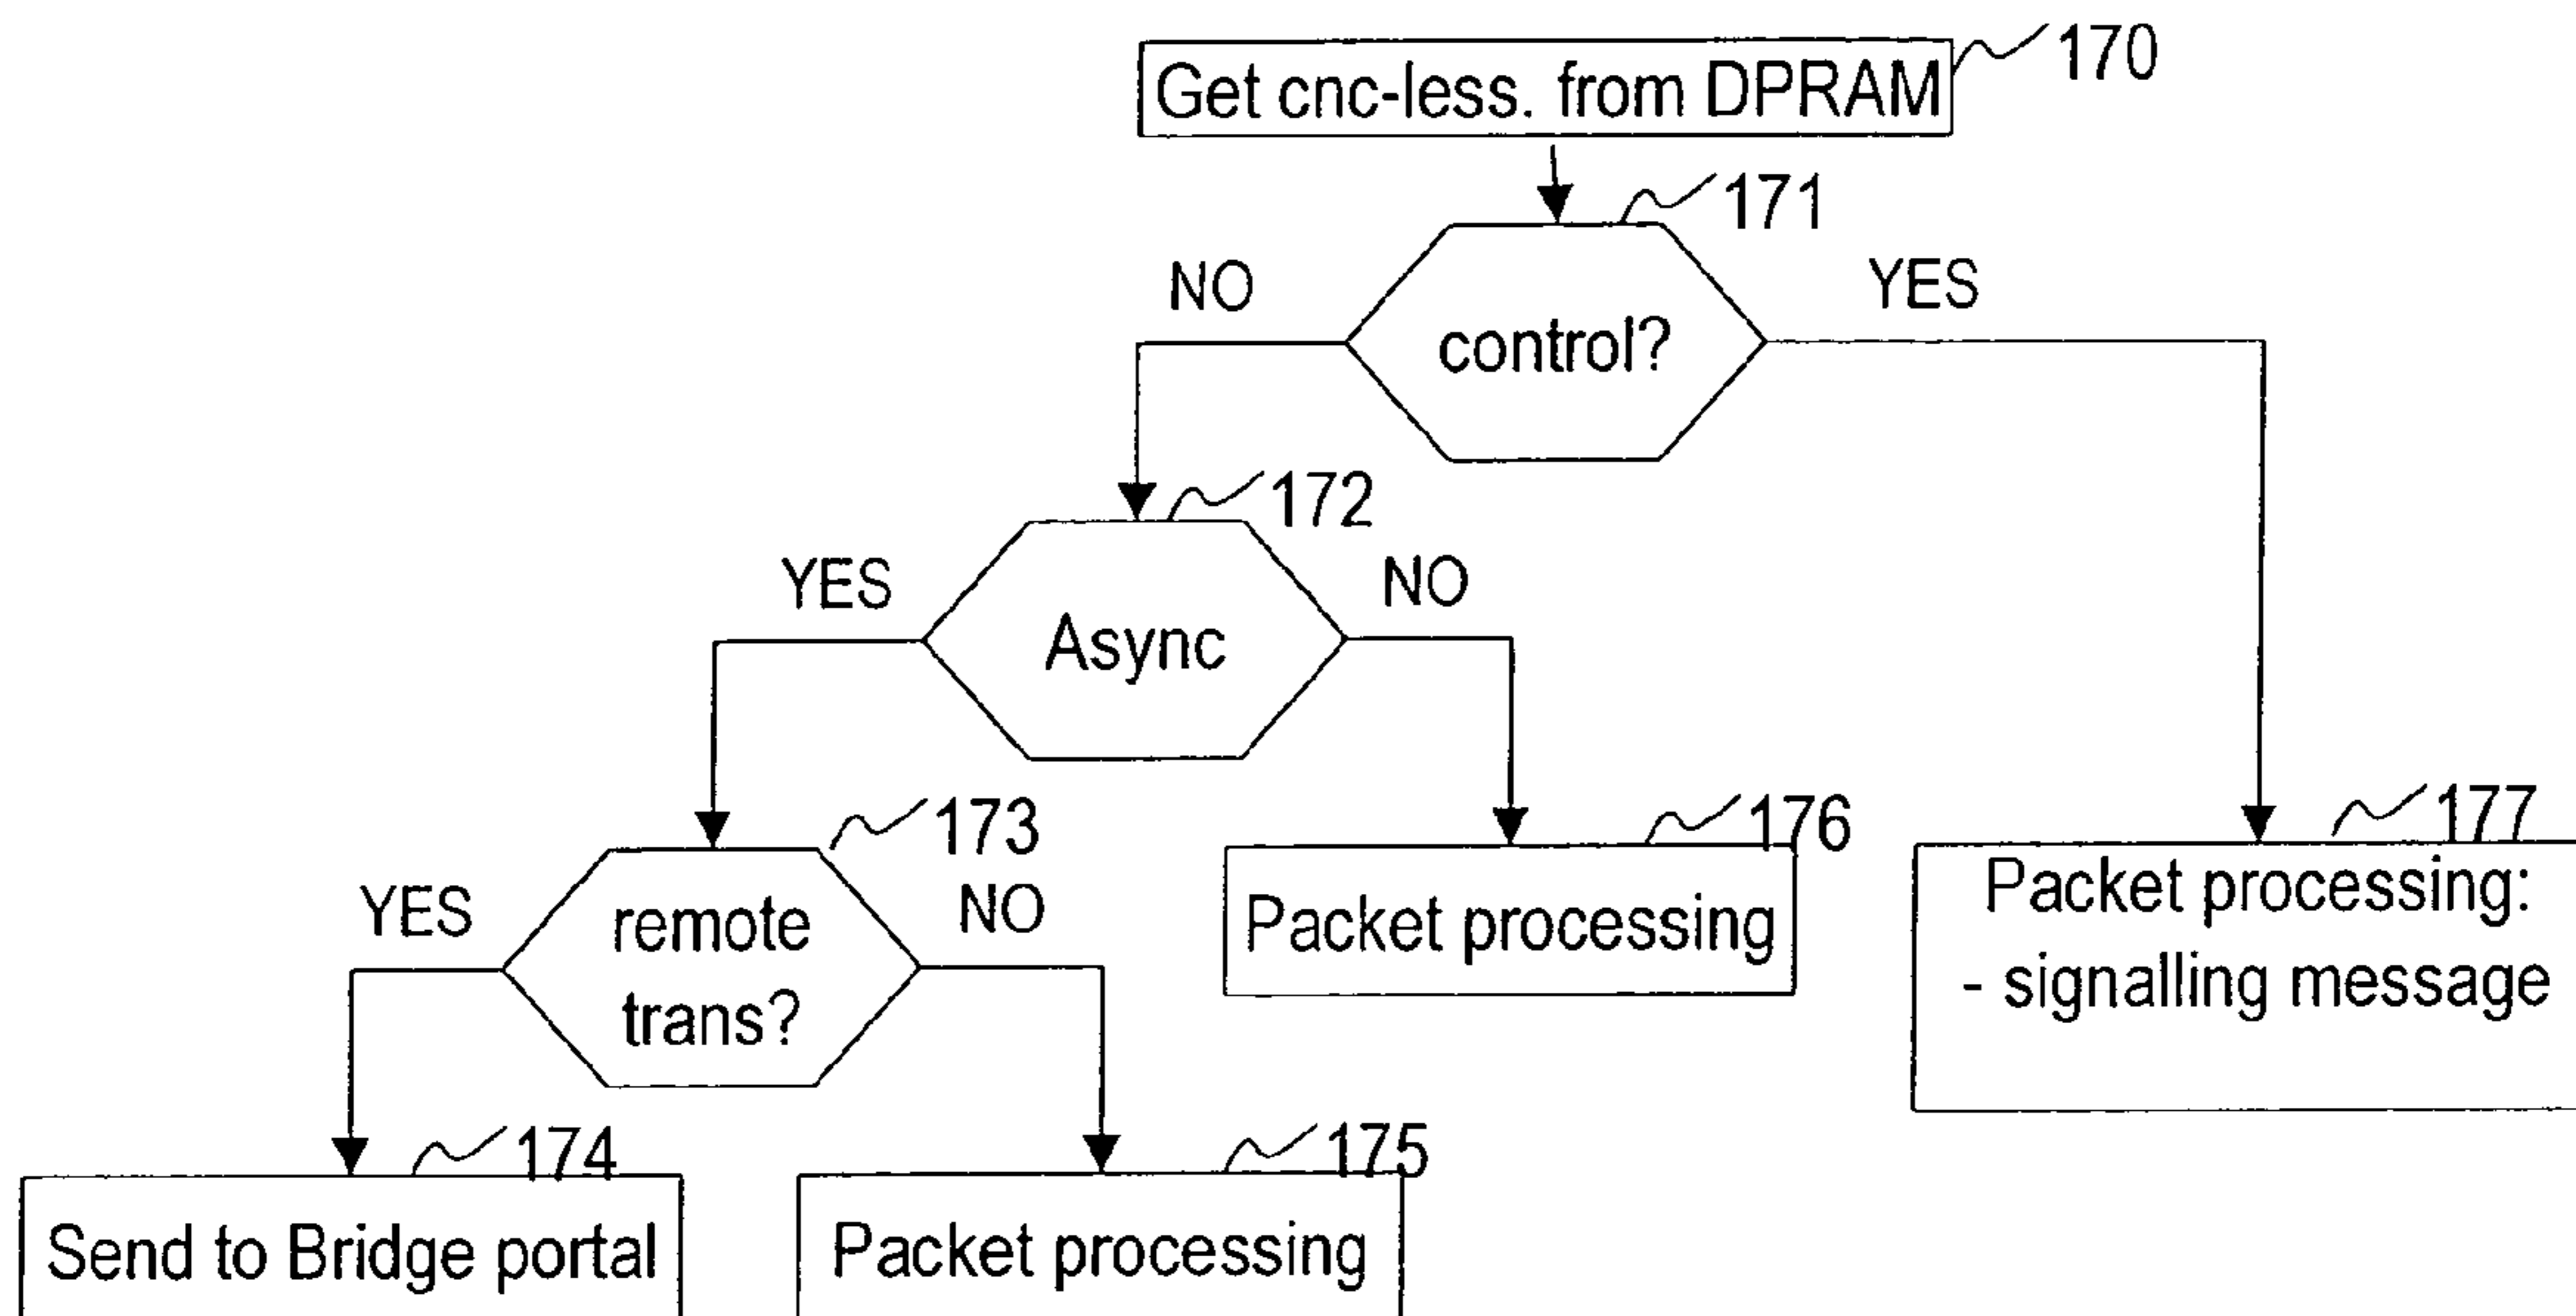 170
Get cnc-less. from DPRAM
171
NO
YES
control?
172
YES
NO
Async
173
176
177
YES
NO
remote
trans?
Packet processing
Packet processing:
- signalling message
174
175
Send to Bridge portal
Packet processing